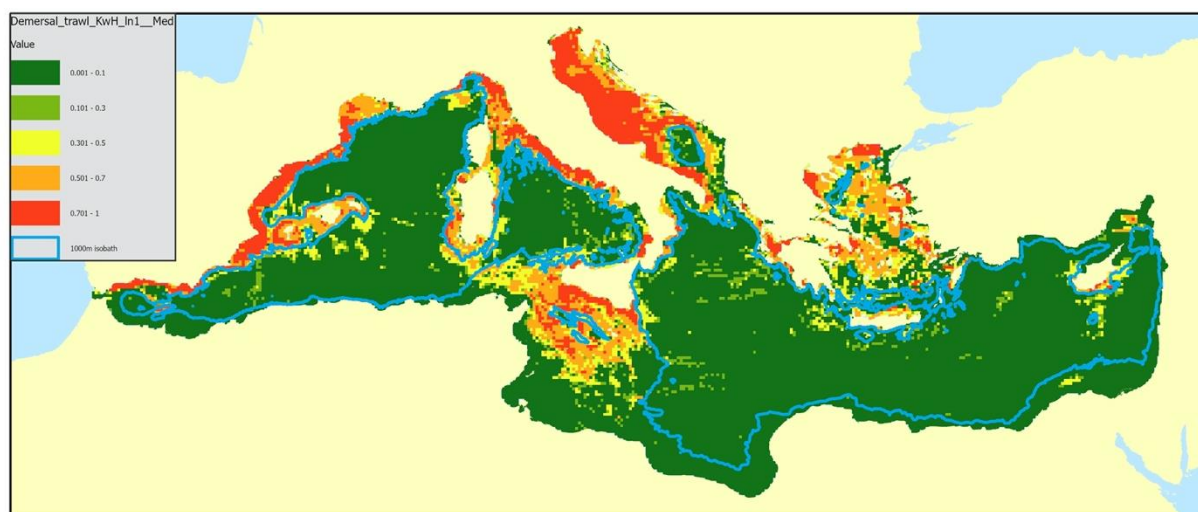 Demersal_trawl_KwH_ln1__Med
Value
0.001 - 0.1
0.101 - 0.3
0.301 - 0.5
0.501 - 0.7
0.701 - 1
1000m isobath